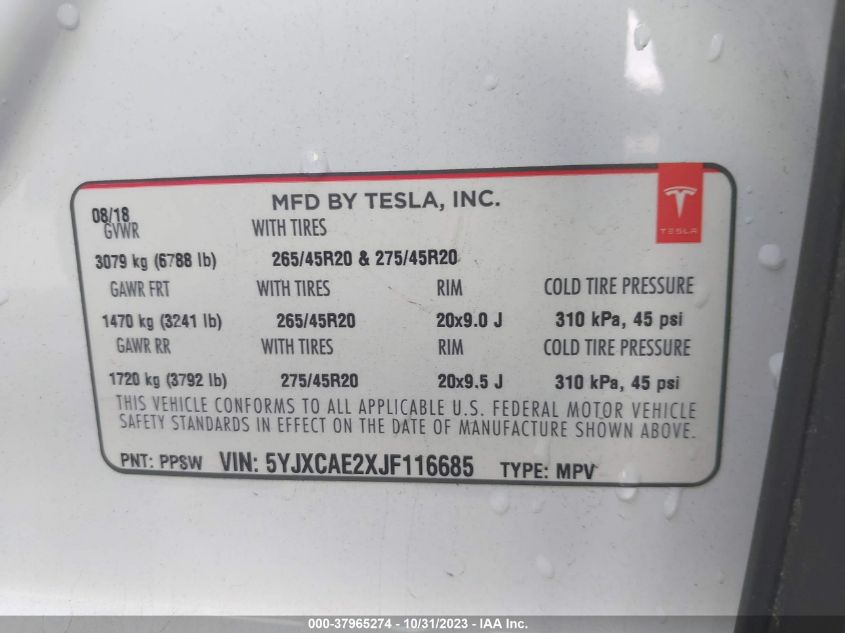 MFD BY TESLA, INC.
TESLA
08/18
GVWR WITH TIRES
3079 kg (6788 lb) 265/45R20 & 275/45R20
GAWR FRT WITH TIRES RIM COLD TIRE PRESSURE
1470 kg (3241 lb) 265/45R20 20x9.0 J 310 kPa, 45 psi
GAWR RR WITH TIRES RIM COLD TIRE PRESSURE
1720 kg (3792 lb) 275/45R20 20x9.5 J 310 kPa, 45 psi
THIS VEHICLE CONFORMS TO ALL APPLICABLE U.S. FEDERAL MOTOR VEHICLE
SAFETY STANDARDS IN EFFECT ON THE DATE OF MANUFACTURE SHOWN ABOVE.
PNT: PPSW VIN: 5YJXCAE2XJF116685 TYPE: MPV
000-37965274 - 10/31/2023 - IAA Inc.